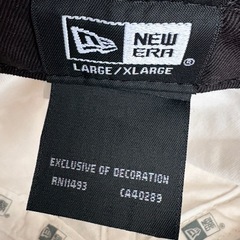 NEW
ERA
LARGE/XLARGE®
EXCLUSIVE OF DECORATION
RN11493 CA40289